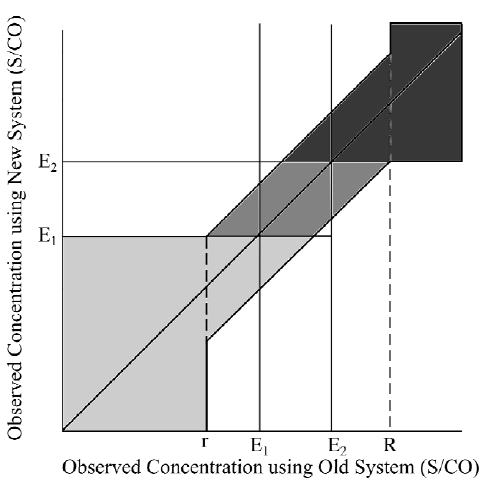 Observed Concentration using New System (S/CO)
E₂
E₁
r E₁ E₂ R
Observed Concentration using Old System (S/CO)